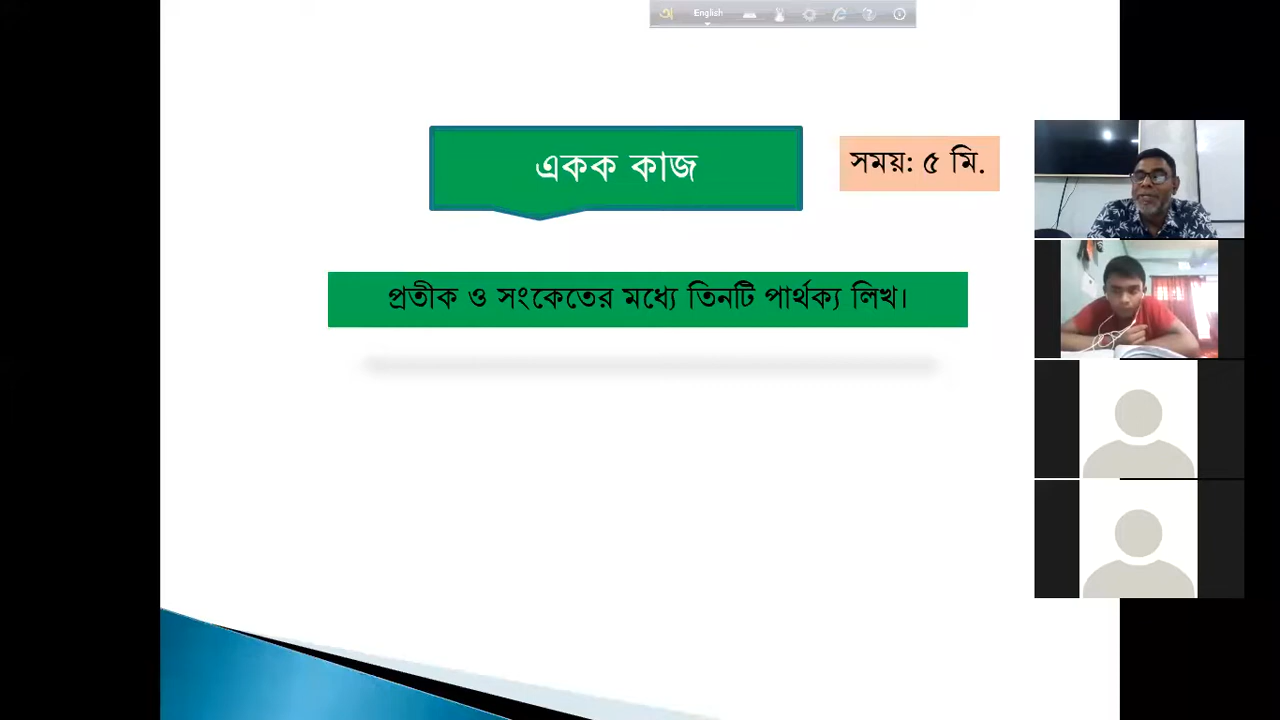 English
একক কাজ
সময়: ৫ মি.
প্রতীক ও সংকেতের মধ্যে তিনটি পার্থক্য লিখ।